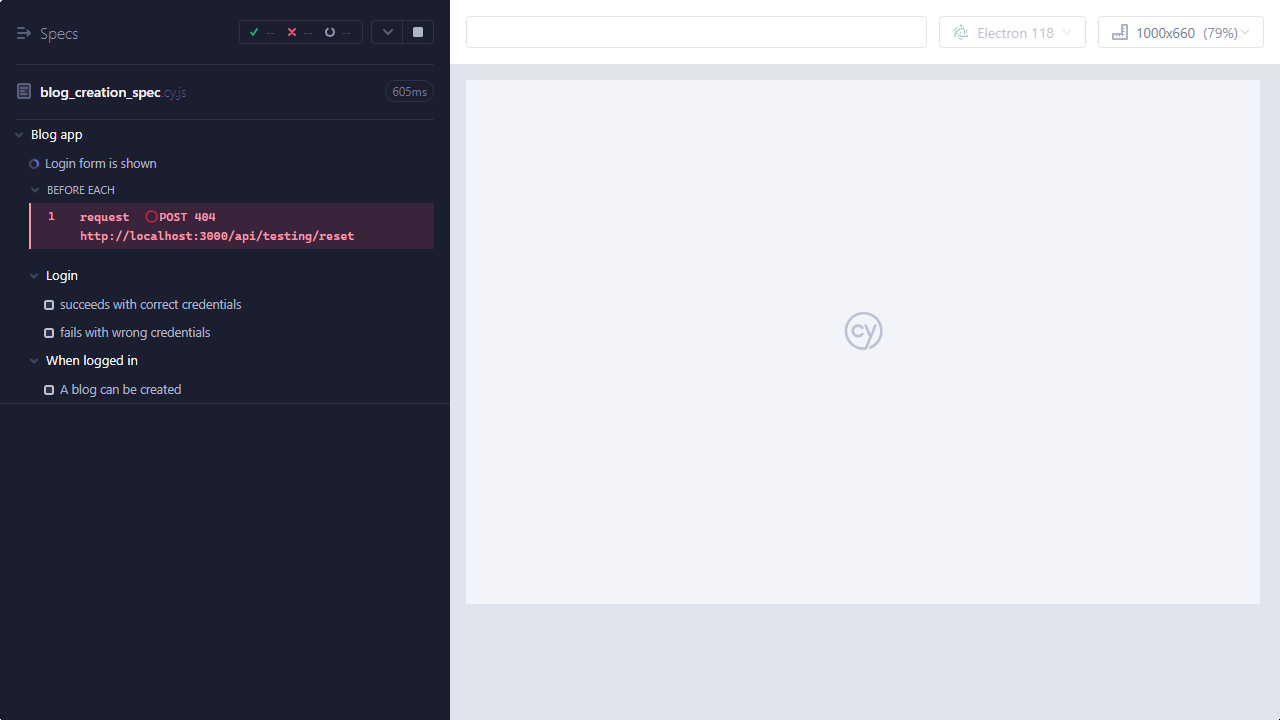 Specs
-- -- --
blog_creation_spec.cy.js 605ms
Blog app
Login form is shown
BEFORE EACH
1 request POST 404
http://localhost:3000/api/testing/reset
Login
succeeds with correct credentials
fails with wrong credentials
When logged in
A blog can be created
Electron 118
1000x660 (79%)
cy